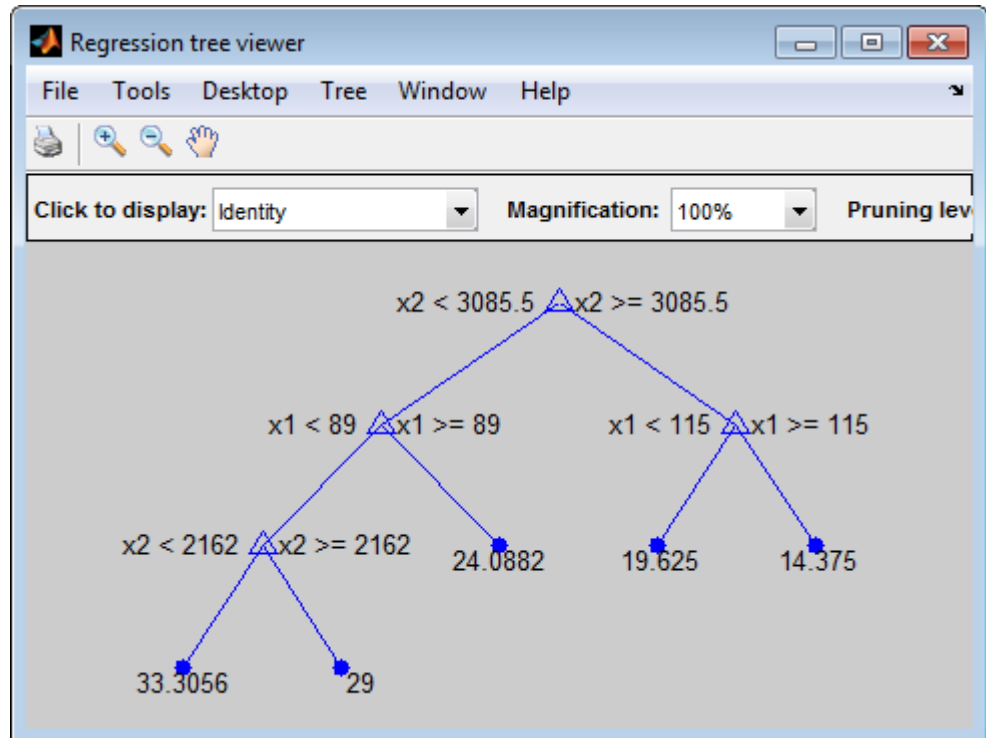 Regression tree viewer
File Tools Desktop Tree Window Help
Click to display: Identity Magnification: 100% Pruning lev
x2 < 3085.5 x2 >= 3085.5
x1 < 89 x1 >= 89 x1 < 115 x1 >= 115
x2 < 2162 x2 >= 2162 24.0882 19.625 14.375
33.3056 29